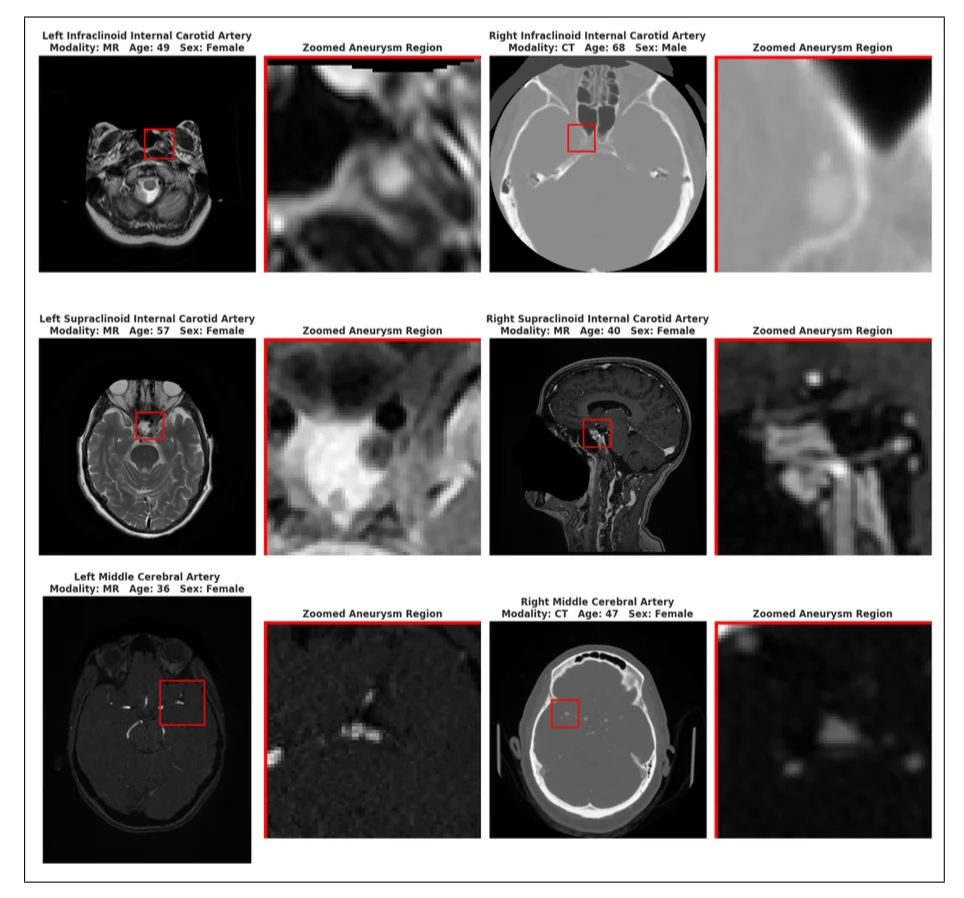 Left Infraclinoid Internal Carotid Artery
Modality: MR Age: 49 Sex: Female
Zoomed Aneurysm Region
Right Infraclinoid Internal Carotid Artery
Modality: CT Age: 68 Sex: Male
Zoomed Aneurysm Region
Left Supraclinoid Internal Carotid Artery
Modality: MR Age: 57 Sex: Female
Zoomed Aneurysm Region
Right Supraclinoid Internal Carotid Artery
Modality: MR Age: 40 Sex: Female
Zoomed Aneurysm Region
Left Middle Cerebral Artery
Modality: MR Age: 36 Sex: Female
Zoomed Aneurysm Region
Right Middle Cerebral Artery
Modality: CT Age: 47 Sex: Female
Zoomed Aneurysm Region